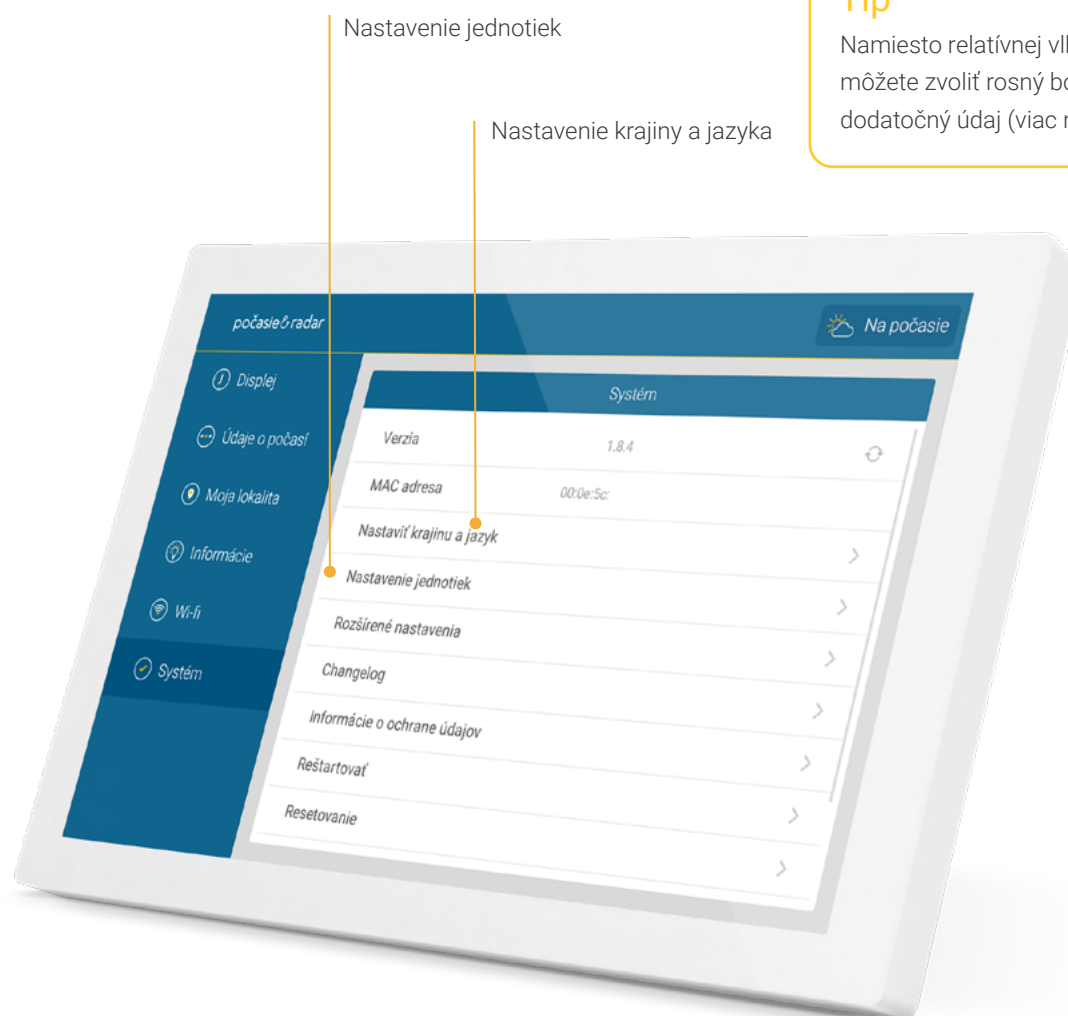 Tip
Nastavenie jednotiek
Namiesto relatívnej
môžete zvoliť rosný
dodatočný údaj (viac
Nastavenie krajiny a jazyka
počasie&radar
Na počasie
Displej
Údaje o počasí
Moja lokalita
Informácie
Wi-fi
Systém
Systém
Verzia 1.8.4
MAC adresa 00:0e:5c:
Nastaviť krajinu a jazyk
Nastavenie jednotiek
Rozšírené nastavenia
Changelog
Informácie o ochrane údajov
Reštartovať
Resetovanie